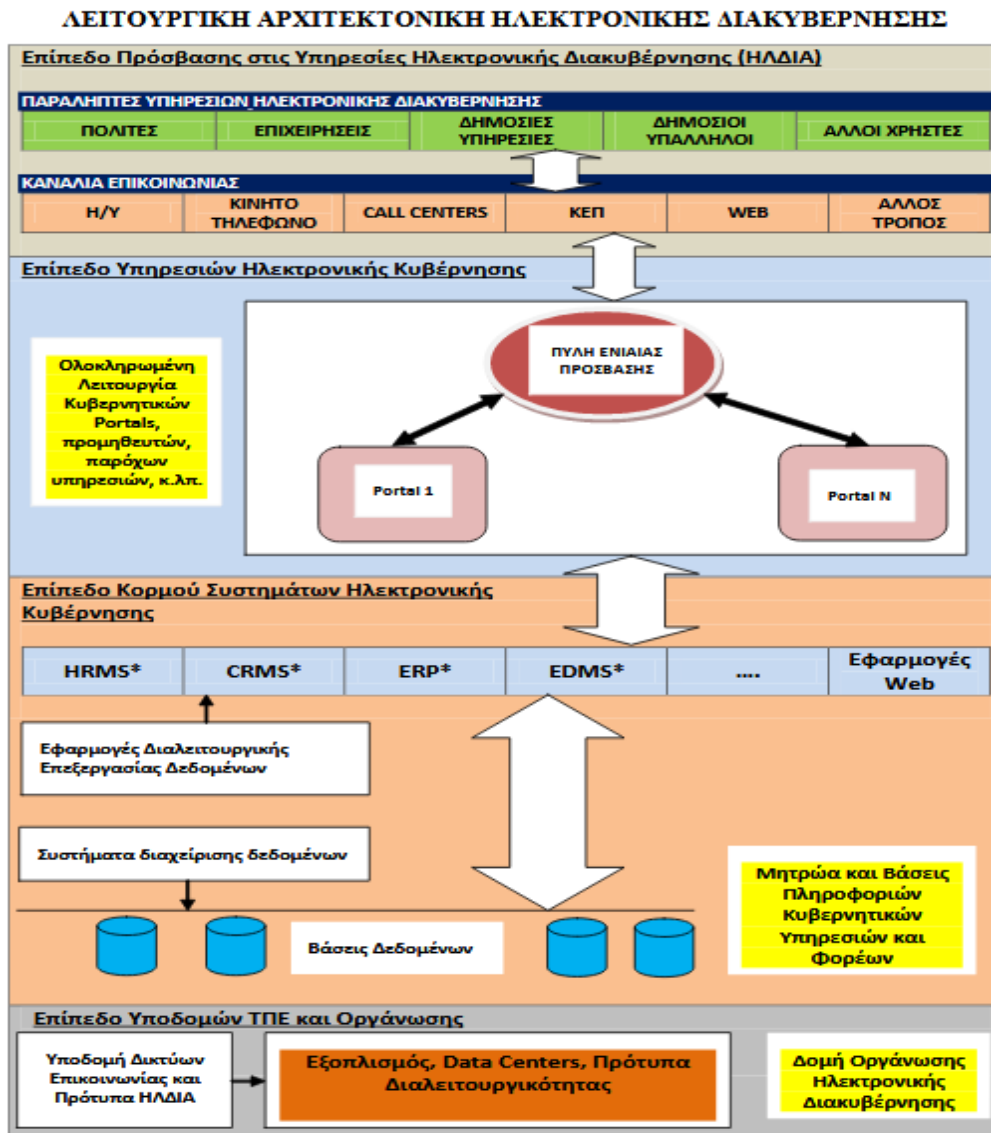 ΛΕΙΤΟΥΡΓΙΚΗ ΑΡΧΙΤΕΚΤΟΝΙΚΗ ΗΛΕΚΤΡΟΝΙΚΗΣ ΔΙΑΚΥΒΕΡΝΗΣΗΣ
Επίπεδο Πρόσβασης στις Υπηρεσίες Ηλεκτρονικής Διακυβέρνησης (ΗΛΔΙΑ)
ΠΑΡΑΛΗΠΤΕΣ ΥΠΗΡΕΣΙΩΝ ΗΛΕΚΤΡΟΝΙΚΗΣ ΔΙΑΚΥΒΕΡΝΗΣΗΣ
ΠΟΛΙΤΕΣ
ΕΠΙΧΕΙΡΗΣΕΙΣ
ΔΗΜΟΣΙΕΣ
ΥΠΗΡΕΣΙΕΣ
ΔΗΜΟΣΙΟΙ
ΥΠΑΛΛΗΛΟΙ
ΑΛΛΟΙ ΧΡΗΣΤΕΣ
ΚΑΝΑΛΙΑ ΕΠΙΚΟΙΝΩΝΙΑΣ
Η/Υ
ΚΙΝΗΤΟ
ΤΗΛΕΦΩΝΟ
CALL CENTERS
ΚΕΠ
WEB
ΑΛΛΟΣ
ΤΡΟΠΟΣ
Επίπεδο Υπηρεσιών Ηλεκτρονικής Κυβέρνησης
Ολοκληρωμένη
Λειτουργία
Κυβερνητικών
Portals,
προμηθευτών,
παρόχων
υπηρεσιών, κ.λπ.
ΠΥΛΗ ΕΝΙΑΙΑΣ
ΠΡΟΣΒΑΣΗΣ
Portal 1
Portal N
Επίπεδο Κορμού Συστημάτων Ηλεκτρονικής
Κυβέρνησης
HRMS*
CRMS*
ERP*
EDMS*
....
Εφαρμογές
Web
Εφαρμογές Διαλειτουργικής
Επεξεργασίας Δεδομένων
Συστήματα διαχείρισης δεδομένων
Μητρώα και Βάσεις
Πληροφοριών
Κυβερνητικών
Υπηρεσιών και
Φορέων
Βάσεις Δεδομένων
Επίπεδο Υποδομών ΤΠΕ και Οργάνωσης
Υποδομή Δικτύων
Επικοινωνίας και
Πρότυπα ΗΛΔΙΑ
Εξοπλισμός, Data Centers, Πρότυπα
Διαλειτουργικότητας
Δομή Οργάνωσης
Ηλεκτρονικής
Διακυβέρνησης